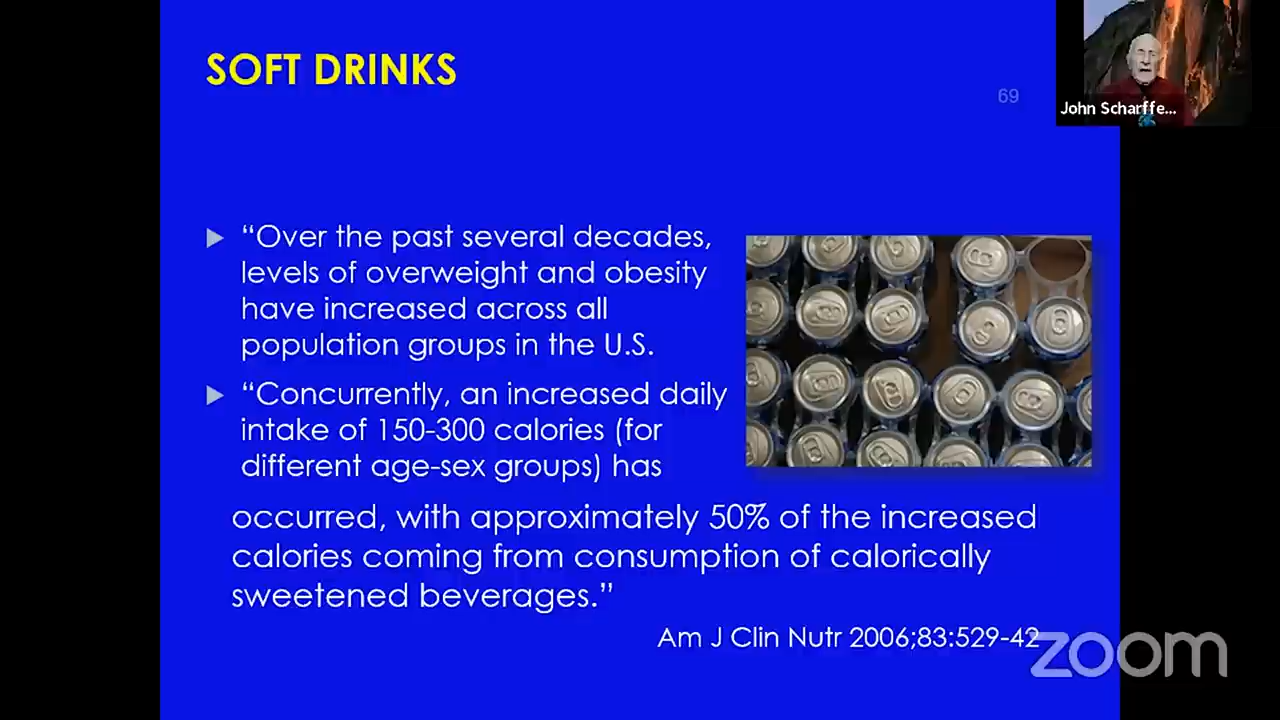 SOFT DRINKS
69
John Scharffe...
“Over the past several decades,
levels of overweight and obesity
have increased across all
population groups in the U.S.
“Concurrently, an increased daily
intake of 150-300 calories (for
different age-sex groups) has
occurred, with approximately 50% of the increased
calories coming from consumption of calorically
sweetened beverages.”
Am J Clin Nutr 2006;83:529-42
zoom